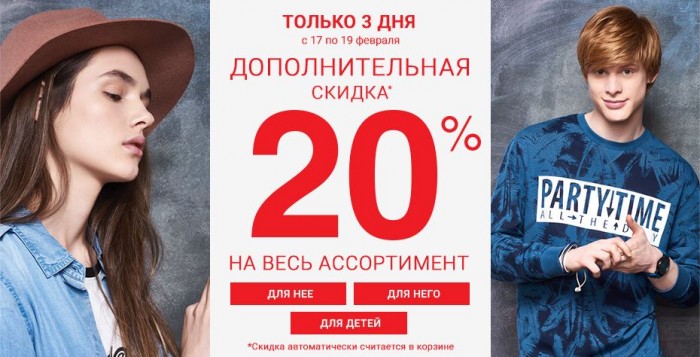 ТОЛЬКО 3 ДНЯ
с 17 по 19 февраля
ДОПОЛНИТЕЛЬНАЯ
СКИДКА*
20%
НА ВЕСЬ АССОРТИМЕНТ
ДЛЯ НЕЕ
ДЛЯ НЕГО
ДЛЯ ДЕТЕЙ
*Скидка автоматически считается в корзине
PARTY TIME
ALL THE DAY